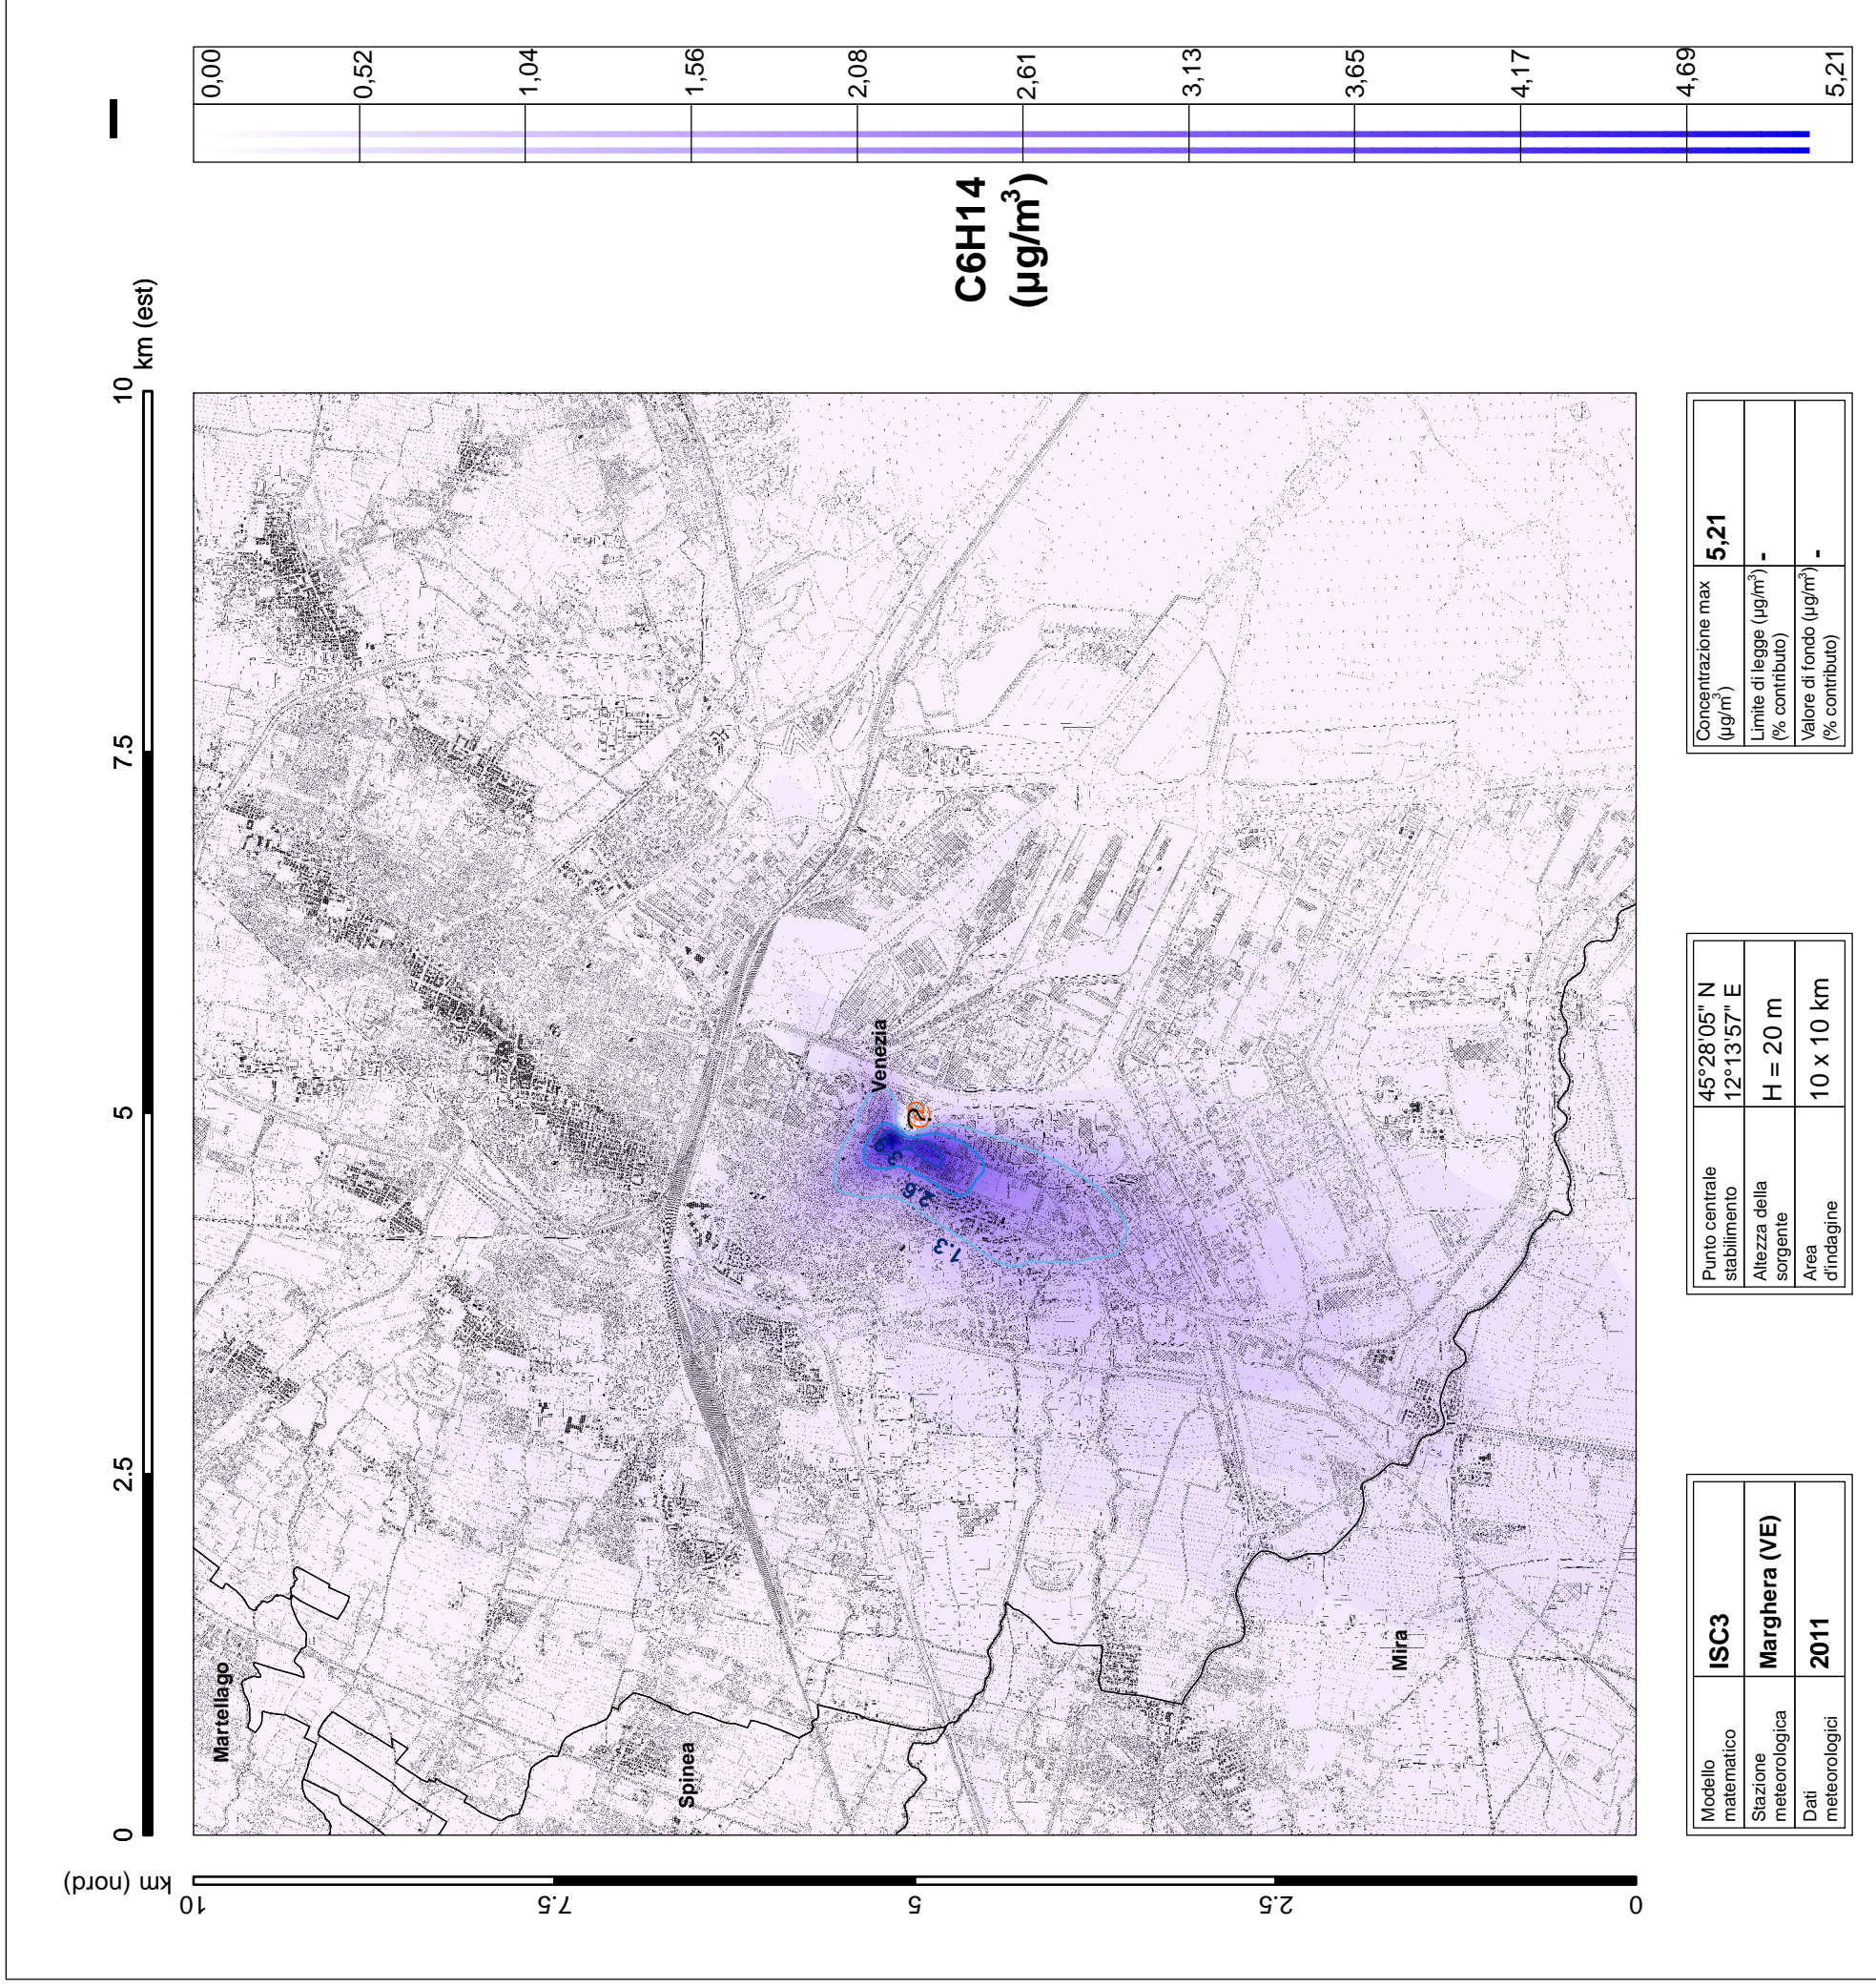 km (nord)
0
2.5
5
7.5
10
km (est)
10
7.5
5
2.5
0
Martellago
Spinea
Venezia
Mira
3.9
2.6
1.3
I
C6H14
(µg/m³)
0,00
0,52
1,04
1,56
2,08
2,61
3,13
3,65
4,17
4,69
5,21
Modello matematico
ISC3
Stazione meteorologica
Marghera (VE)
Dati meteorologici
2011
Punto centrale stabilimento
45°28'05" N
12°13'57" E
Altezza della sorgente
H = 20 m
Area d'indagine
10 x 10 km
Concentrazione max (µg/m³)
5,21
Limite di legge (µg/m³)
(% contributo)
-
Valore di fondo (µg/m³)
(% contributo)
-